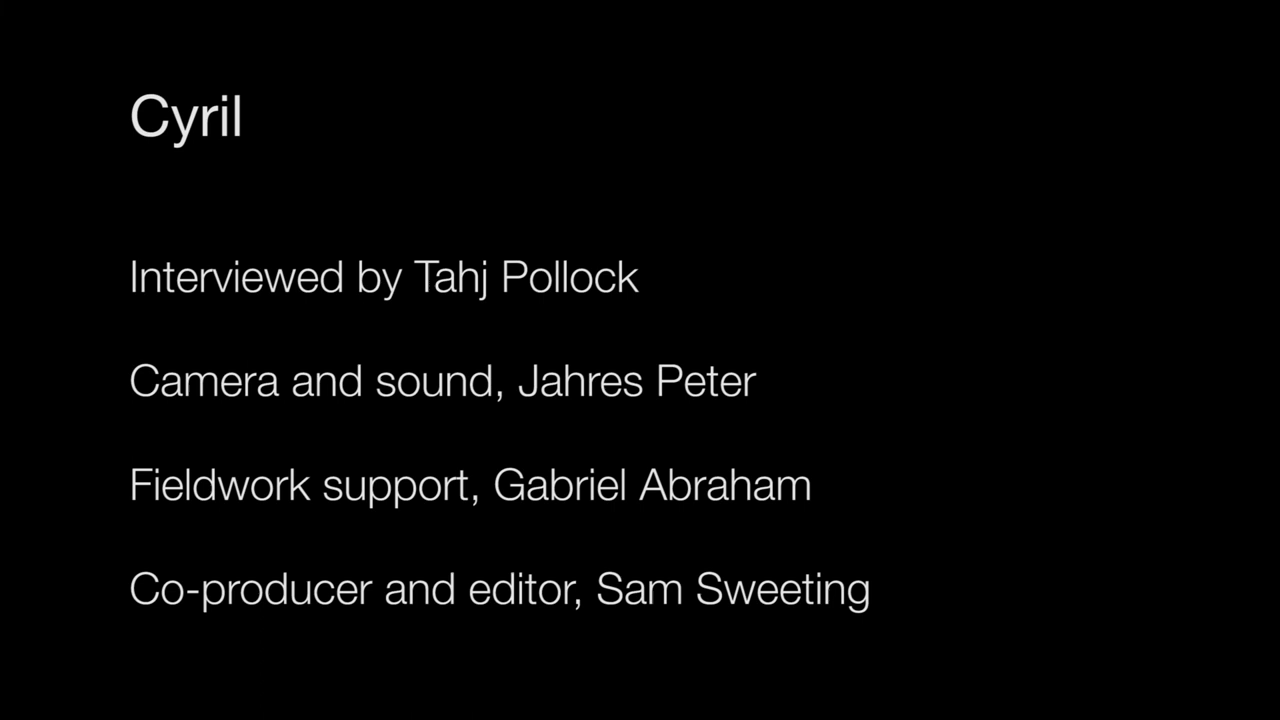 Cyril
Interviewed by Tahj Pollock
Camera and sound, Jahres Peter
Fieldwork support, Gabriel Abraham
Co-producer and editor, Sam Sweeting